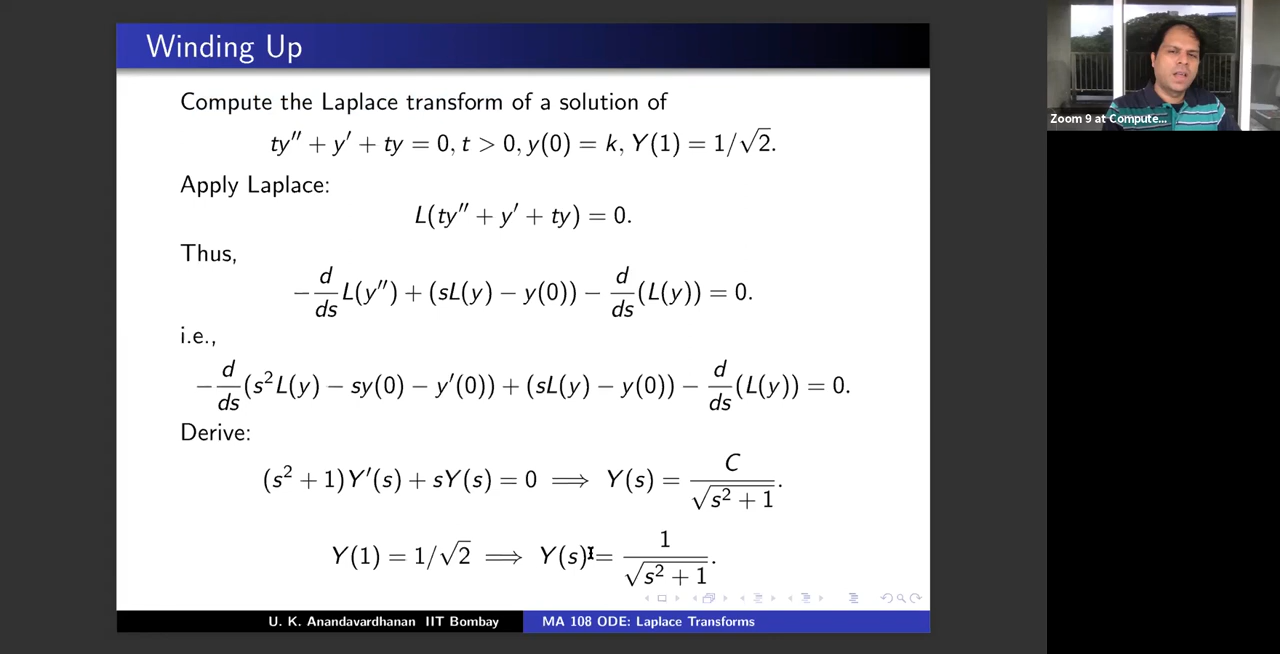 Winding Up
Compute the Laplace transform of a solution of
ty″ + y′ + ty = 0, t > 0, y(0) = k, Y(1) = 1/√2.
Apply Laplace:
L(ty″ + y′ + ty) = 0.
Thus,
−d/ds L(y″) + (sL(y) − y(0)) − d/ds (L(y)) = 0.
i.e.,
−d/ds (s²L(y) − sy(0) − y′(0)) + (sL(y) − y(0)) − d/ds (L(y)) = 0.
Derive:
(s² + 1)Y′(s) + sY(s) = 0 ⟹ Y(s) = C/√(s² + 1).
Y(1) = 1/√2 ⟹ Y(s) = 1/√(s² + 1).
U. K. Anandavardhanan IIT Bombay MA 108 ODE: Laplace Transforms
Zoom 9 at Compute...